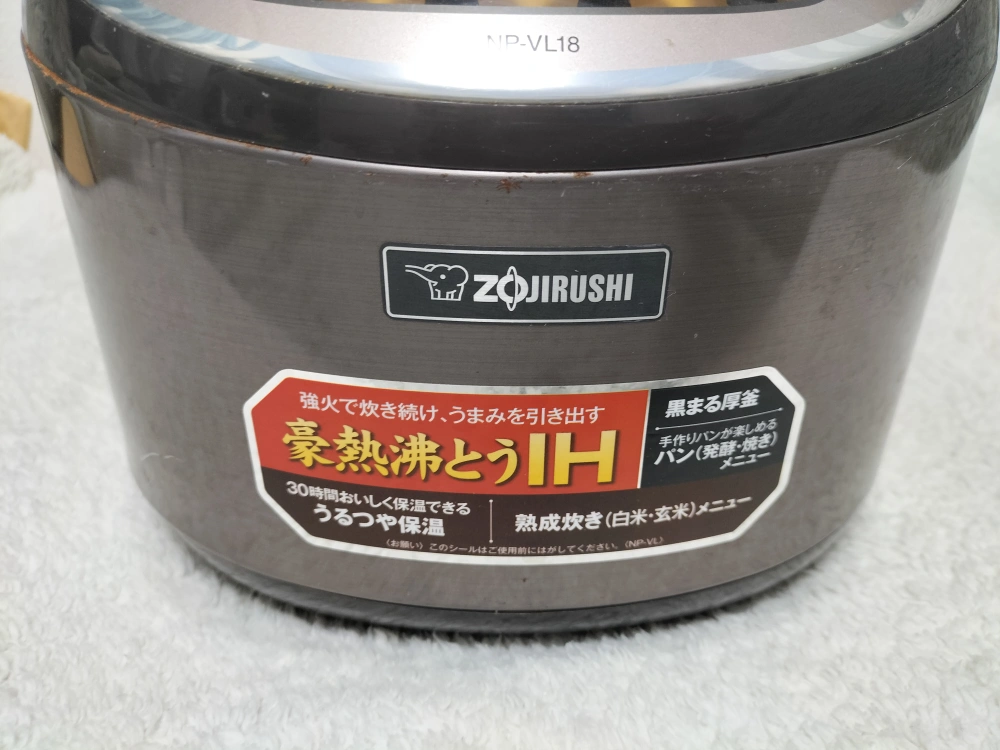 NP-VL18
ZOJIRUSHI
強火で炊き続け、うまみを引き出す
豪熱沸とうIH
黒まる厚釜
手作りパンが楽しめる
パン(発酵・焼き)
メニュー
30時間おいしく保温できる
うるつや保温
熟成炊き(白米・玄米)メニュー
〈お願い〉このシールはご使用前にはがしてください。〈NP-VL〉